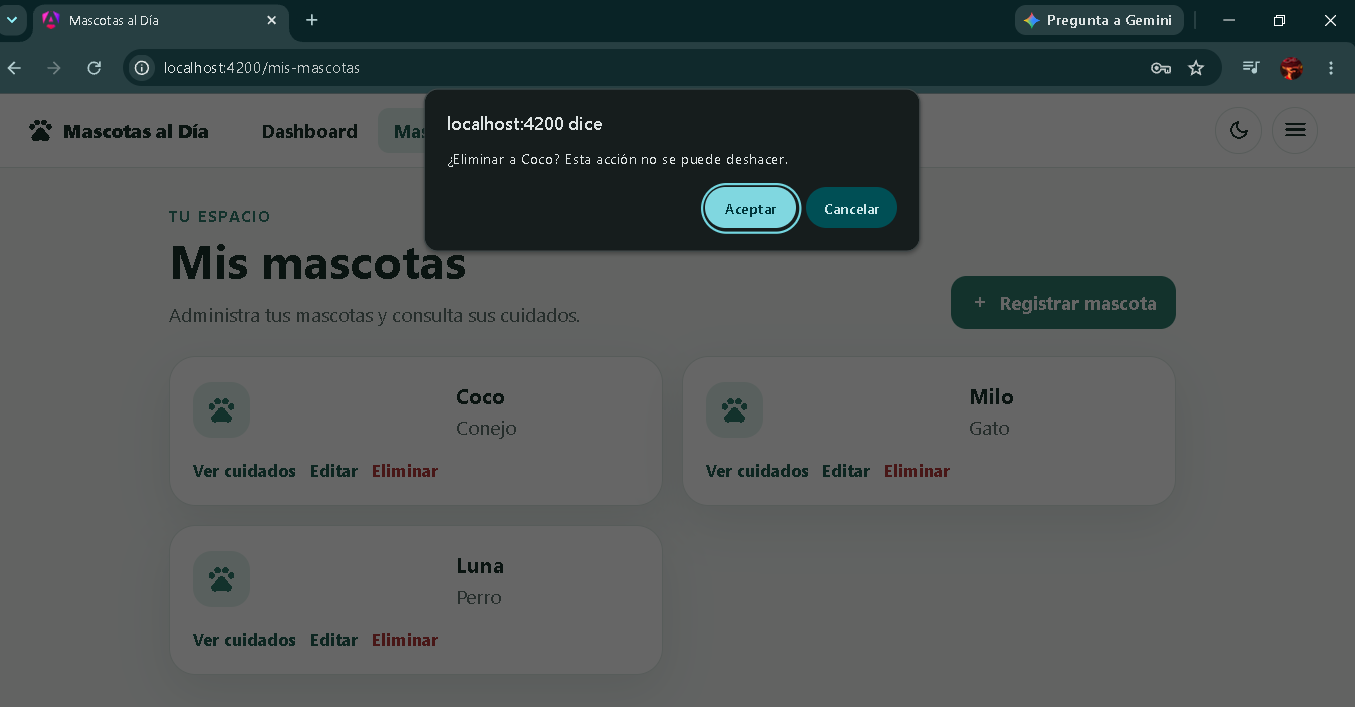 Mascotas al Día
Pregunta a Gemini
localhost:4200/mis-mascotas
Mascotas al Día
Dashboard
Mas
localhost:4200 dice
¿Eliminar a Coco? Esta acción no se puede deshacer.
Aceptar
Cancelar
TU ESPACIO
Mis mascotas
Administra tus mascotas y consulta sus cuidados.
+ Registrar mascota
Coco
Conejo
Ver cuidados Editar Eliminar
Milo
Gato
Ver cuidados Editar Eliminar
Luna
Perro
Ver cuidados Editar Eliminar